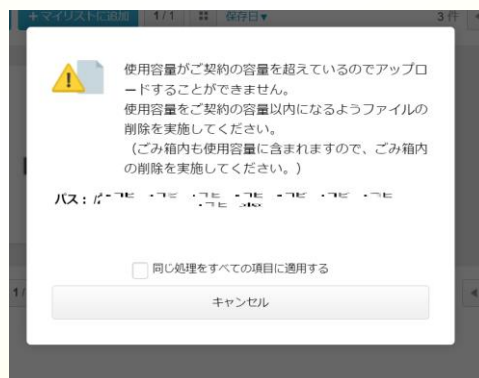 +マイリストに追加 1/1 保存日▼ 3件
使用容量がご契約の容量を超えているのでアップロ
ードすることができません。
使用容量をご契約の容量以内になるようファイルの
削除を実施してください。
（ごみ箱内も使用容量に含まれますので、ごみ箱内
の削除を実施してください。）
パス：
同じ処理をすべての項目に適用する
1/
キャンセル